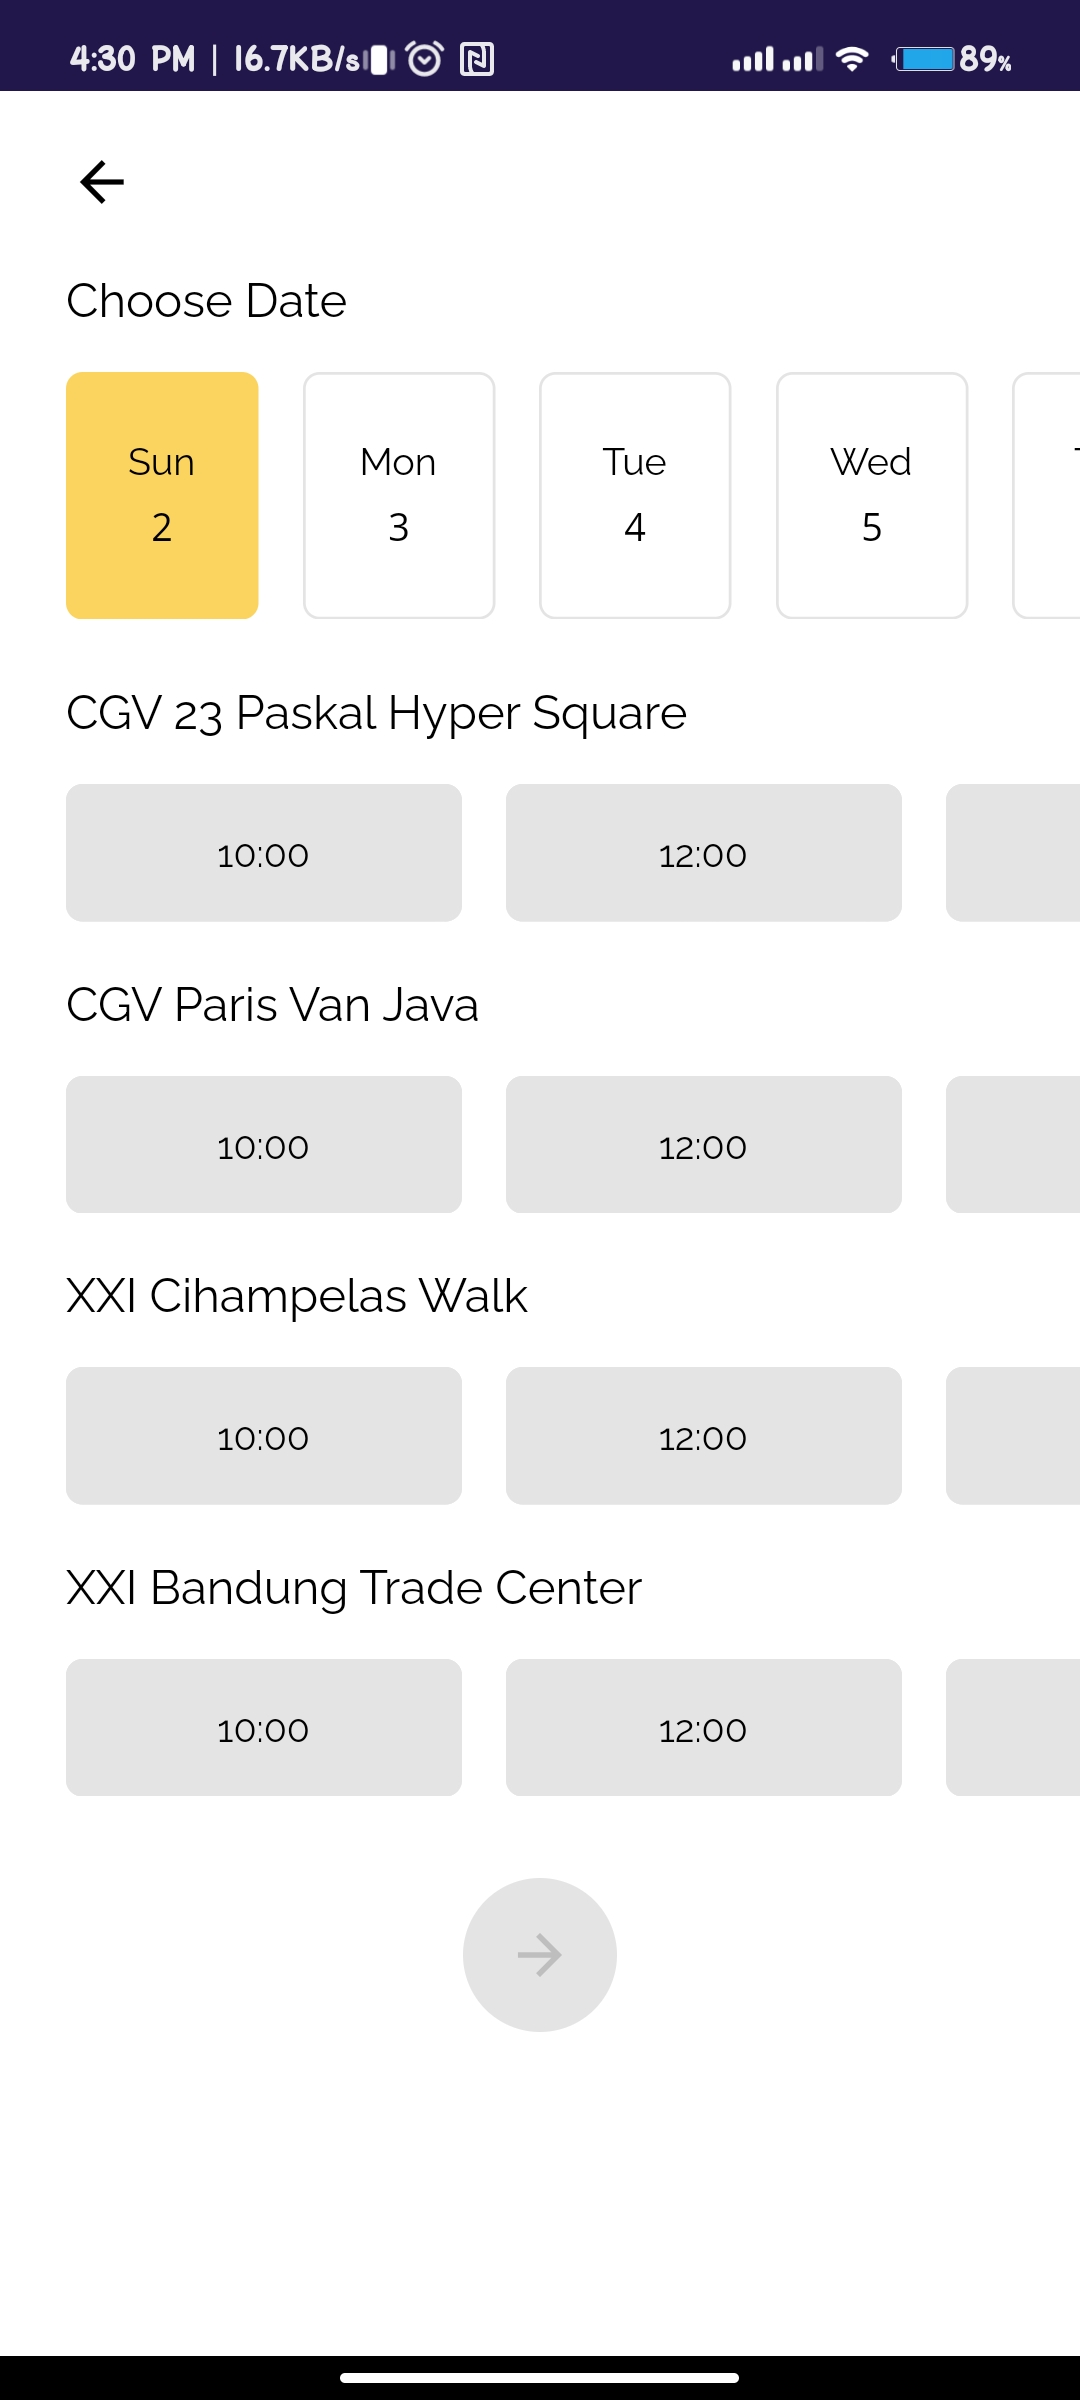 4:30 PM | 16.7KB/s 89%
Choose Date
Sun Mon Tue Wed
2 3 4 5
CGV 23 Paskal Hyper Square
10:00 12:00
CGV Paris Van Java
10:00 12:00
XXI Cihampelas Walk
10:00 12:00
XXI Bandung Trade Center
10:00 12:00